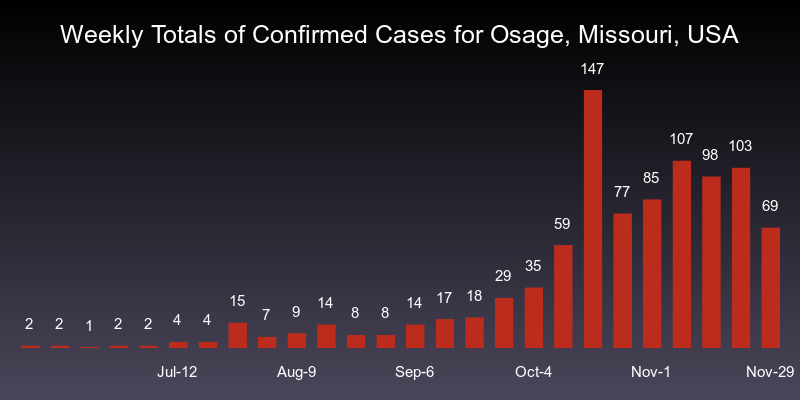 Weekly Totals of Confirmed Cases for Osage, Missouri, USA
2 2 1 2 2 4 4 15 7 9 14 8 8 14 17 18 29 35 59 147 77 85 107 98 103 69
Jul-12 Aug-9 Sep-6 Oct-4 Nov-1 Nov-29